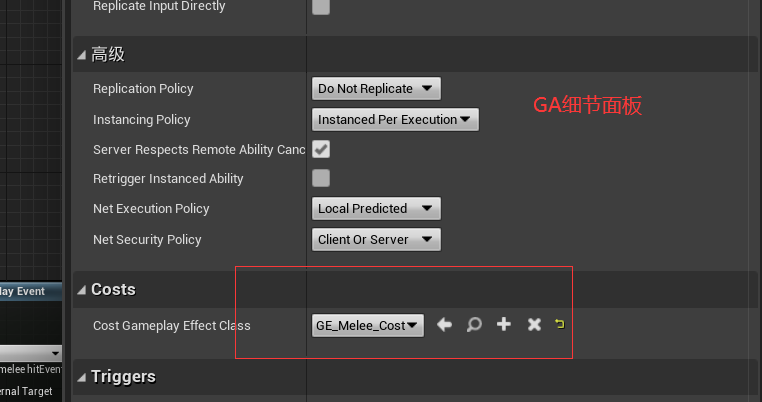 Replicate Input Directly
高级
Replication Policy
Do Not Replicate
GA细节面板
Instancing Policy
Instanced Per Execution
Server Respects Remote Ability Canc
Retrigger Instanced Ability
Net Execution Policy
Local Predicted
Net Security Policy
Client Or Server
lay Event
Costs
Cost Gameplay Effect Class
GE_Melee_Cost
melee hitEvent
Triggers
rnal Target